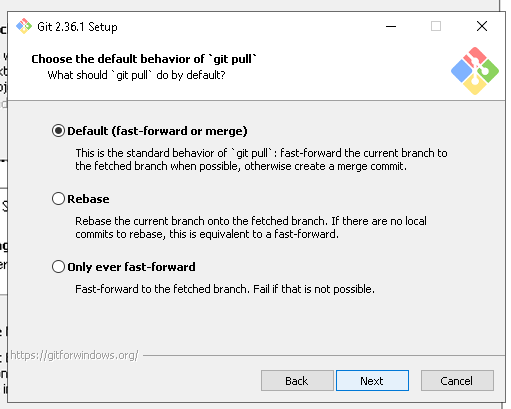 Git 2.36.1 Setup
Choose the default behavior of `git pull`
What should `git pull` do by default?
Default (fast-forward or merge)
This is the standard behavior of `git pull`: fast-forward the current branch to
the fetched branch when possible, otherwise create a merge commit.
Rebase
Rebase the current branch onto the fetched branch. If there are no local
commits to rebase, this is equivalent to a fast-forward.
Only ever fast-forward
Fast-forward to the fetched branch. Fail if that is not possible.
https://gitforwindows.org/
Back
Next
Cancel